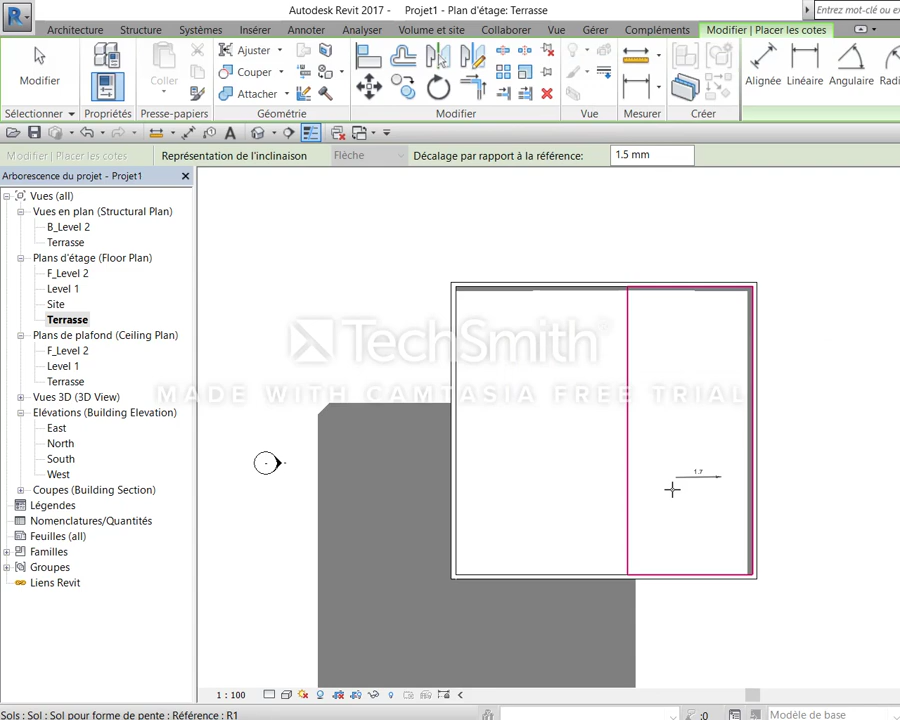 Autodesk Revit 2017 - Projet1 - Plan d'étage: Terrasse
Entrez mot-clé ou
Architecture Structure Systèmes Insérer Annoter Analyser Volume et site Collaborer Vue Gérer Compléments Modifier | Placer les cotes
Modifier
Coller
Ajuster
Couper
Attacher
Alignée Linéaire Angulaire
Sélectionner Propriétés Presse-papiers Géométrie Modifier Vue Mesurer Créer
Modifier | Placer les cotes Représentation de l'inclinaison Flèche Décalage par rapport à la référence: 1.5 mm
Arborescence du projet - Projet1
Vues (all)
Vues en plan (Structural Plan)
B_Level 2
Terrasse
Plans d'étage (Floor Plan)
F_Level 2
Level 1
Site
Terrasse
Plans de plafond (Ceiling Plan)
F_Level 2
Level 1
Terrasse
Vues 3D (3D View)
Elévations (Building Elevation)
East
North
South
West
Coupes (Building Section)
Légendes
Nomenclatures/Quantités
Feuilles (all)
Familles
Groupes
Liens Revit
TechSmith®
MADE WITH CAMTASIA FREE TRIAL
1.7
1 : 100
Sols : Sol : Sol pour forme de pente : Référence : R1
:0
Modèle de base